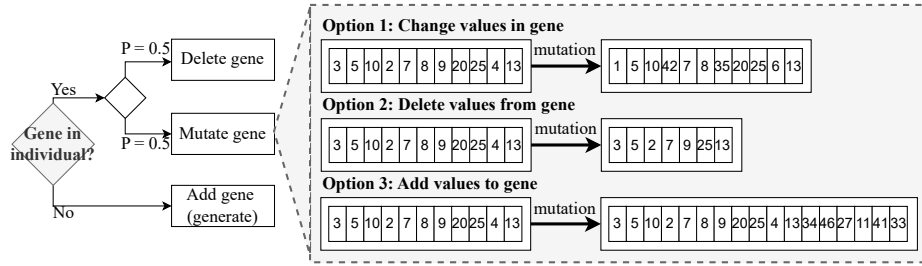 Option 1: Change values in gene
P = 0.5
Delete gene
3 5 10 2 7 8 9 20 25 4 13
mutation
1 5 10 42 7 8 35 20 25 6 13
Yes
Option 2: Delete values from gene
Gene in
individual?
P = 0.5
Mutate gene
3 5 10 2 7 8 9 20 25 4 13
mutation
3 5 2 7 9 25 13
Option 3: Add values to gene
No
Add gene
(generate)
3 5 10 2 7 8 9 20 25 4 13
mutation
3 5 10 2 7 8 9 20 25 4 13 34 46 27 11 41 33